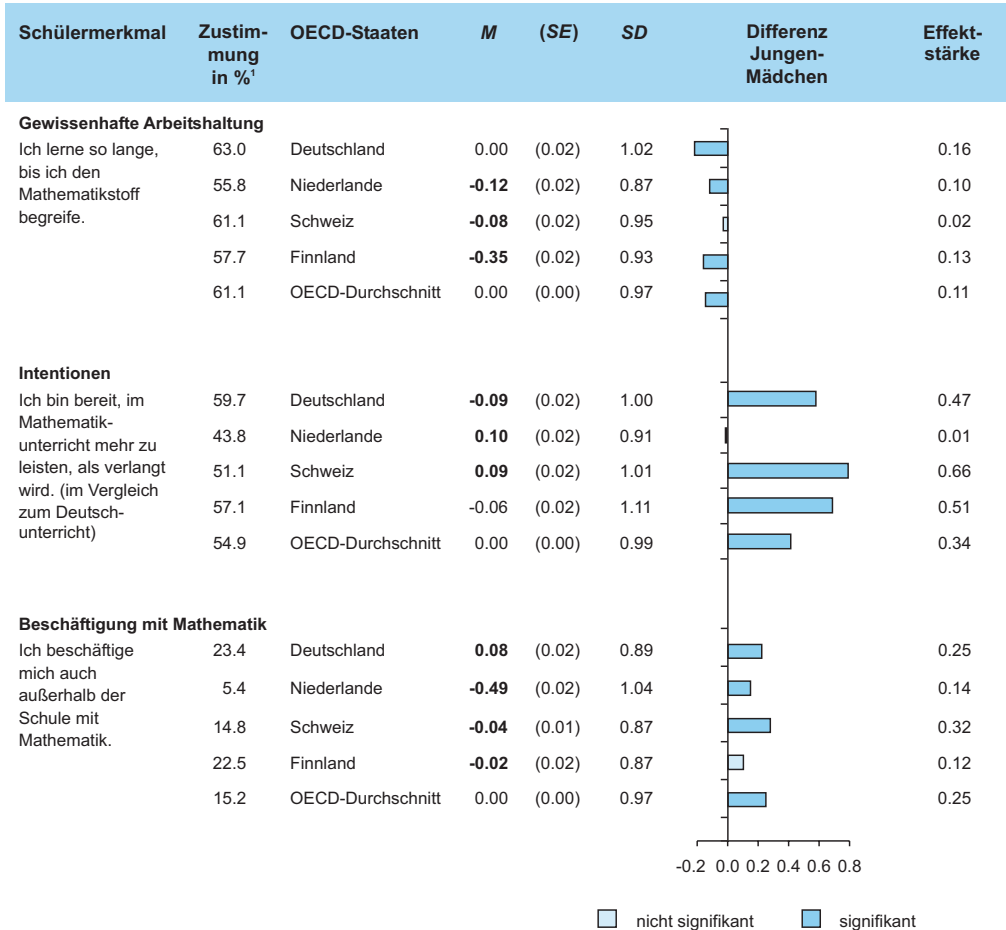 Schülermerkmal Zustim-mung in %¹ OECD-Staaten M (SE) SD Differenz Jungen-Mädchen Effekt-stärke
Gewissenhafte Arbeitshaltung
Ich lerne so lange, 63.0 Deutschland 0.00 (0.02) 1.02 0.16
bis ich den
Mathematikstoff 55.8 Niederlande -0.12 (0.02) 0.87 0.10
begreife. 61.1 Schweiz -0.08 (0.02) 0.95 0.02
57.7 Finnland -0.35 (0.02) 0.93 0.13
61.1 OECD-Durchschnitt 0.00 (0.00) 0.97 0.11
Intentionen
Ich bin bereit, im 59.7 Deutschland -0.09 (0.02) 1.00 0.47
Mathematik-
unterricht mehr zu 43.8 Niederlande 0.10 (0.02) 0.91 0.01
leisten, als verlangt 51.1 Schweiz 0.09 (0.02) 1.01 0.66
wird. (im Vergleich
zum Deutsch- 57.1 Finnland -0.06 (0.02) 1.11 0.51
unterricht) 54.9 OECD-Durchschnitt 0.00 (0.00) 0.99 0.34
Beschäftigung mit Mathematik
Ich beschäftige 23.4 Deutschland 0.08 (0.02) 0.89 0.25
mich auch
außerhalb der 5.4 Niederlande -0.49 (0.02) 1.04 0.14
Schule mit 14.8 Schweiz -0.04 (0.01) 0.87 0.32
Mathematik.
22.5 Finnland -0.02 (0.02) 0.87 0.12
15.2 OECD-Durchschnitt 0.00 (0.00) 0.97 0.25
-0.2 0.0 0.2 0.4 0.6 0.8
nicht signifikant signifikant